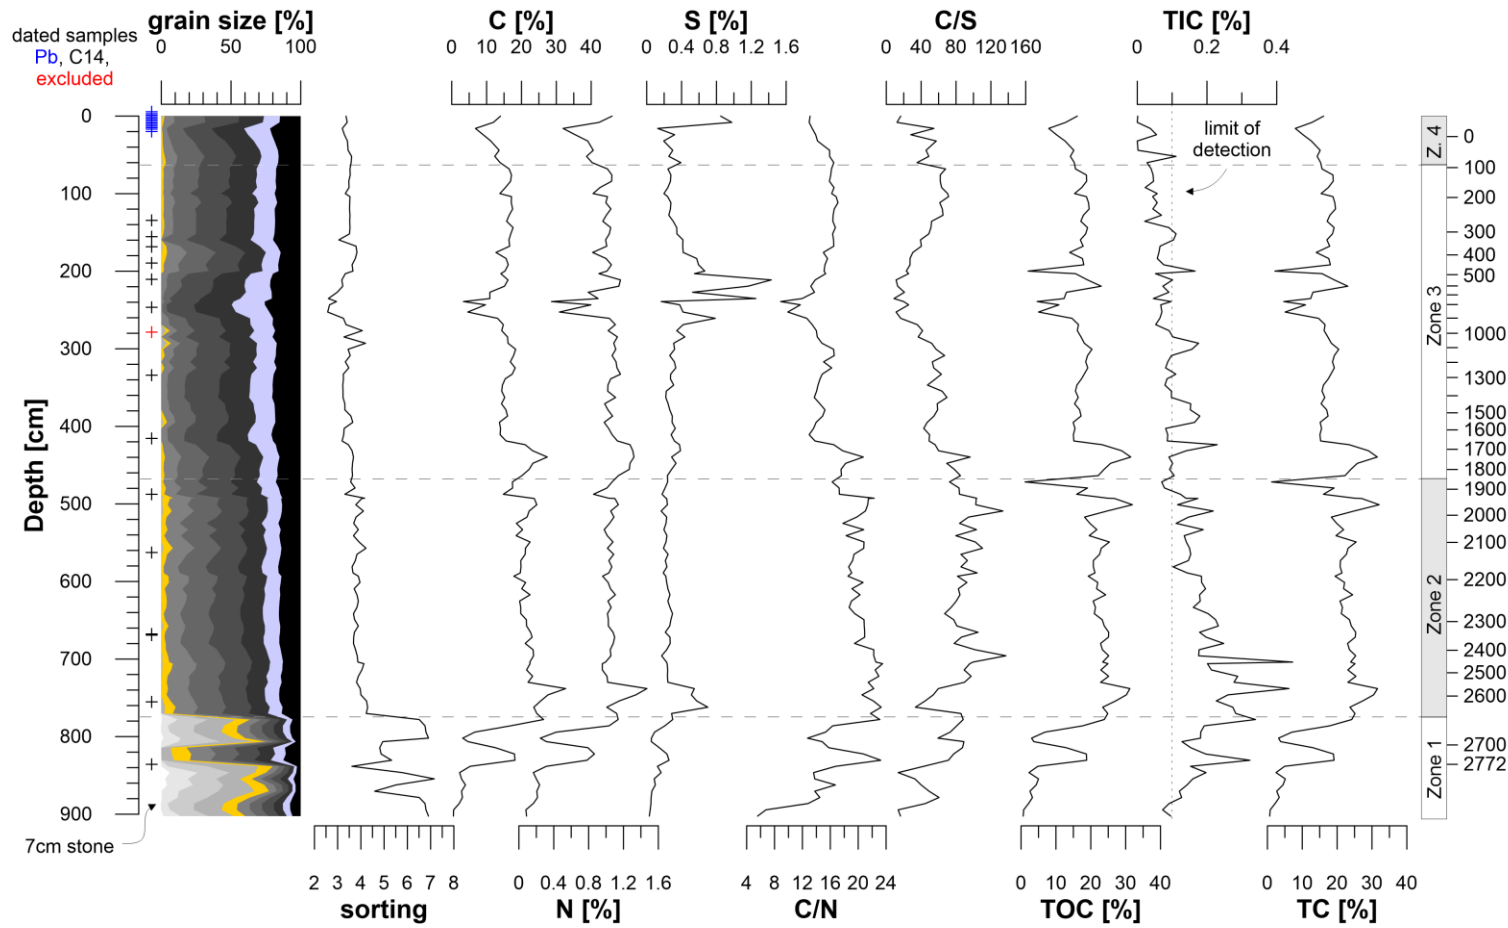 grain size [%]
C [%]
S [%]
C/S
TIC [%]
dated samples
Pb, C14,
excluded
0 50 100
0 10 20 40
0 0.4 0.8 1.2 1.6
0 40 80 120 160
0 0.2 0.4
limit of
detection
Depth [cm]
0
100
200
300
400
500
600
700
800
900
7cm stone
Z. 4
Zone 3
Zone 2
Zone 1
0
100
200
300
400
500
1000
1300
1500
1600
1700
1800
1900
2000
2100
2200
2300
2400
2500
2600
2700
2772
2 3 4 5 6 7 8
0 0.4 0.8 1.2 1.6
4 8 12 16 20 24
0 10 20 30 40
0 10 20 30 40
sorting
N [%]
C/N
TOC [%]
TC [%]